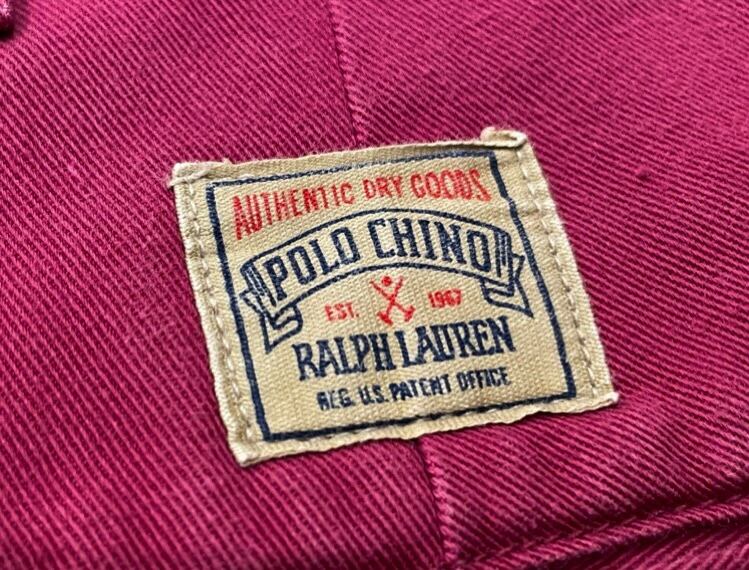 AUTHENTIC DRY GOODS
POLO CHINO
EST. 1967
RALPH LAUREN
REG. U.S. PATENT OFFICE